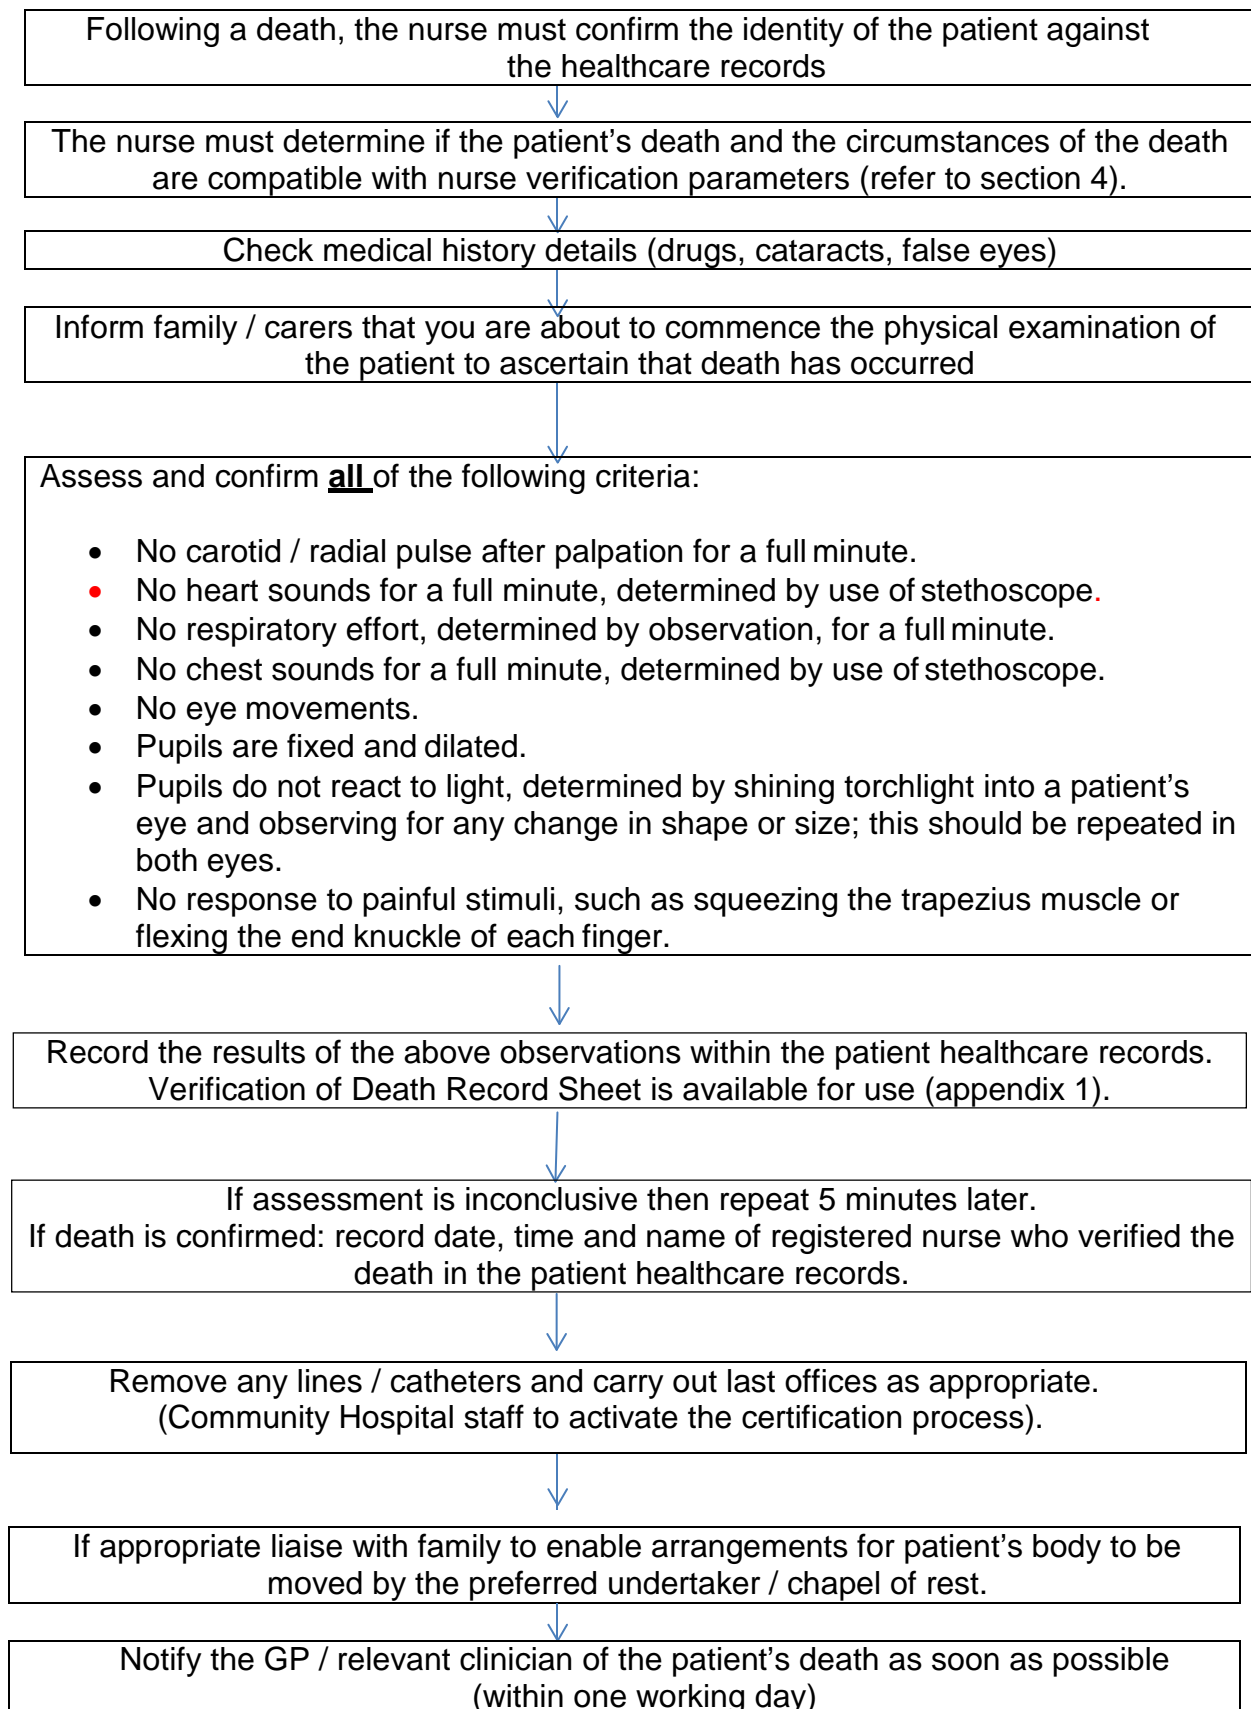 Following a death, the nurse must confirm the identity of the patient against
the healthcare records
The nurse must determine if the patient's death and the circumstances of the death
are compatible with nurse verification parameters (refer to section 4).
Check medical history details (drugs, cataracts, false eyes)
Inform family / carers that you are about to commence the physical examination of
the patient to ascertain that death has occurred
Assess and confirm all of the following criteria:
• No carotid / radial pulse after palpation for a full minute.
• No heart sounds for a full minute, determined by use of stethoscope.
• No respiratory effort, determined by observation, for a full minute.
• No chest sounds for a full minute, determined by use of stethoscope.
• No eye movements.
• Pupils are fixed and dilated.
• Pupils do not react to light, determined by shining torchlight into a patient's
eye and observing for any change in shape or size; this should be repeated in
both eyes.
• No response to painful stimuli, such as squeezing the trapezius muscle or
flexing the end knuckle of each finger.
Record the results of the above observations within the patient healthcare records.
Verification of Death Record Sheet is available for use (appendix 1).
If assessment is inconclusive then repeat 5 minutes later.
If death is confirmed: record date, time and name of registered nurse who verified the
death in the patient healthcare records.
Remove any lines / catheters and carry out last offices as appropriate.
(Community Hospital staff to activate the certification process).
If appropriate liaise with family to enable arrangements for patient's body to be
moved by the preferred undertaker / chapel of rest.
Notify the GP / relevant clinician of the patient's death as soon as possible
(within one working day)